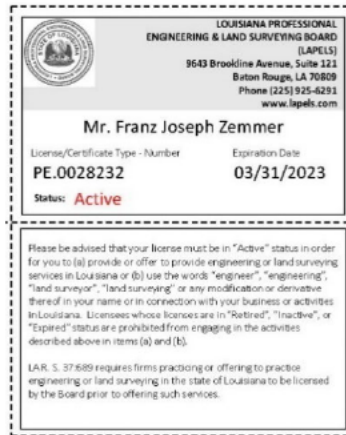 LOUISIANA PROFESSIONAL
ENGINEERING & LAND SURVEYING BOARD
(LAPELS)
9643 Brookline Avenue, Suite 121
Baton Rouge, LA 70809
Phone (225) 925-6291
www.lapels.com
Mr. Franz Joseph Zemmer
License/Certificate Type - Number
Expiration Date
PE.0028232
03/31/2023
Status: Active
Please be advised that your license must be in "Active" status in order
for you to (a) provide or offer to provide engineering or land surveying
services in Louisiana or (b) use the words "engineer", "engineering",
"land surveyor", "land surveying" or any modification or derivative
thereof in your name or in connection with your business or activities
in Louisiana. Licensees whose licenses are in "Retired", "Inactive", or
"Expired" status are prohibited from engaging in the activities
described above in items (a) and (b).
LA R. S. 37:689 requires firms practicing or offering to practice
engineering or land surveying in the state of Louisiana to be licensed
by the Board prior to offering such services.